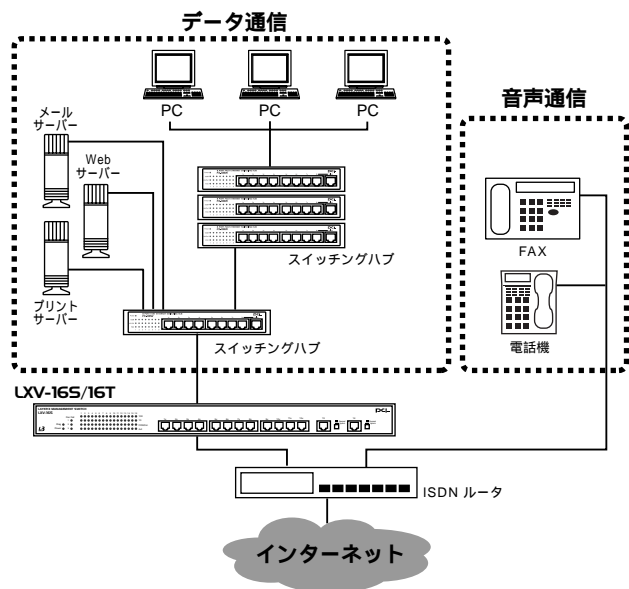 データ通信
PC
PC
PC
メール
サーバー
Web
サーバー
プリント
サーバー
スイッチングハブ
スイッチングハブ
音声通信
FAX
電話機
LXV-16S/16T
PCi
ISDN ルータ
インターネット